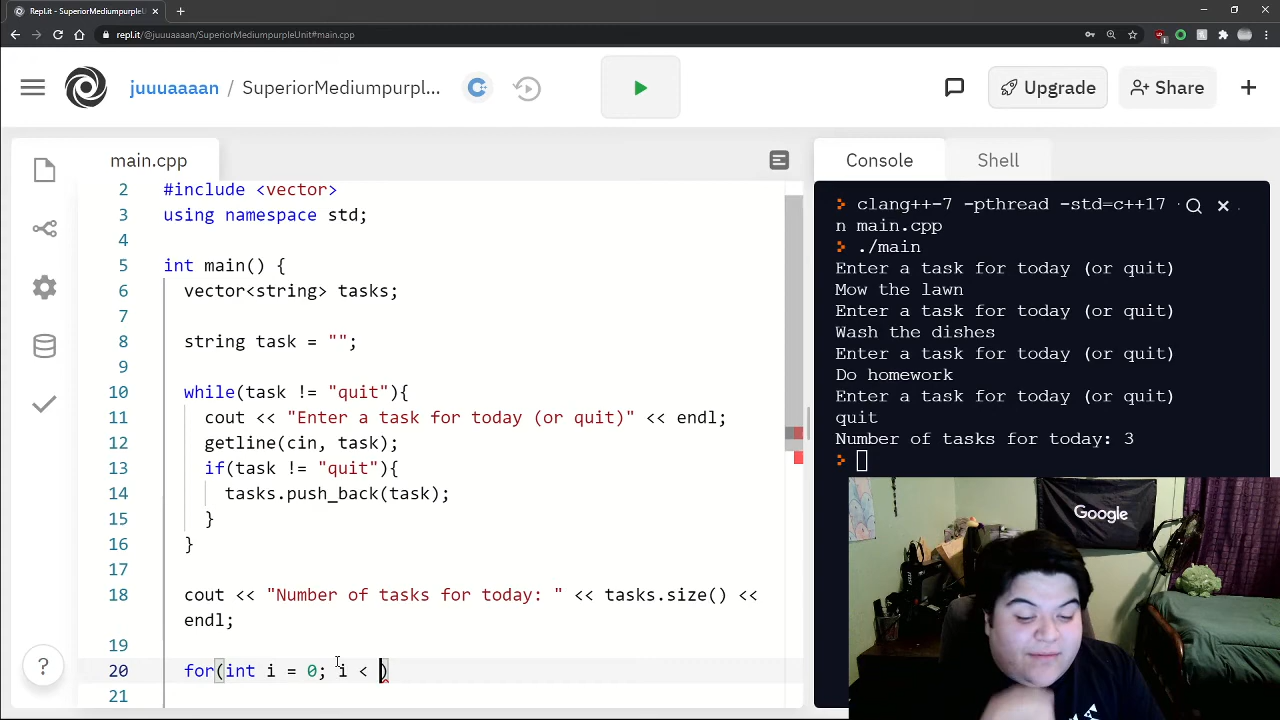 Repl.it - SuperiorMediumpurpleUnit
repl.it/@juuuaaaan/SuperiorMediumpurpleUnit#main.cpp
juuuaaaan / SuperiorMediumpurpl...
Upgrade
Share
main.cpp
2 #include <vector>
3 using namespace std;
4
5 int main() {
6 vector<string> tasks;
7
8 string task = "";
9
10 while(task != "quit"){
11 cout << "Enter a task for today (or quit)" << endl;
12 getline(cin, task);
13 if(task != "quit"){
14 tasks.push_back(task);
15 }
16 }
17
18 cout << "Number of tasks for today: " << tasks.size() <<
endl;
19
20 for(int i = 0; i < )
21
?
Console
Shell
clang++-7 -pthread -std=c++17
n main.cpp
./main
Enter a task for today (or quit)
Mow the lawn
Enter a task for today (or quit)
Wash the dishes
Enter a task for today (or quit)
Do homework
Enter a task for today (or quit)
quit
Number of tasks for today: 3
Google